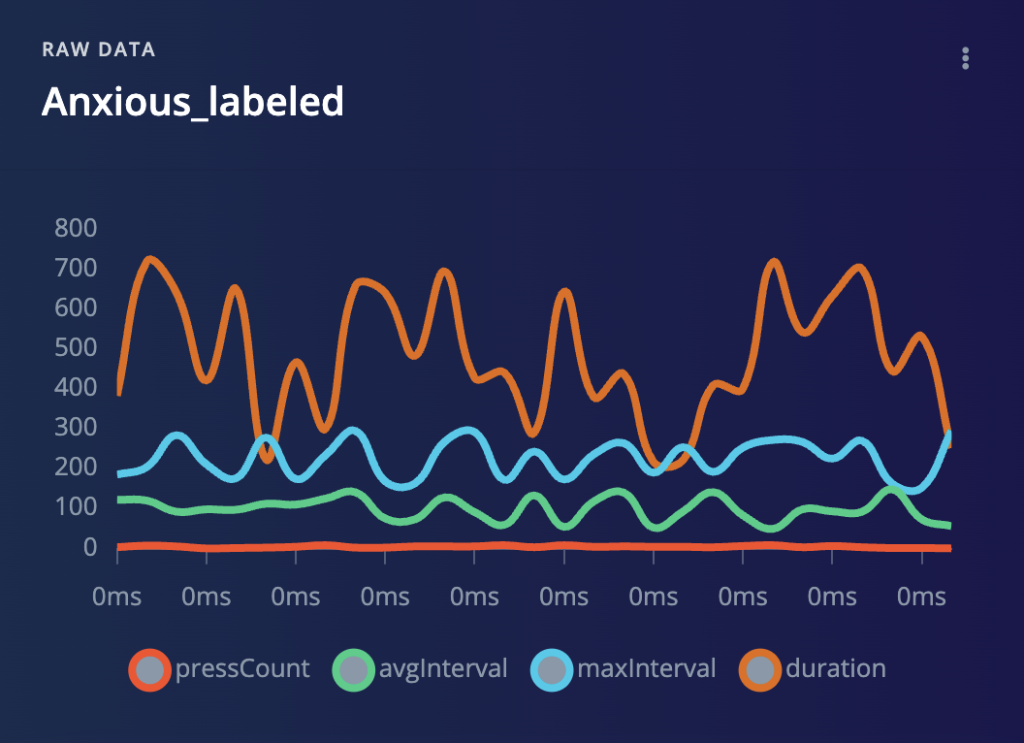 RAW DATA
Anxious_labeled
800
700
600
500
400
300
200
100
0
0ms 0ms 0ms 0ms 0ms 0ms 0ms 0ms 0ms 0ms
pressCount avgInterval maxInterval duration